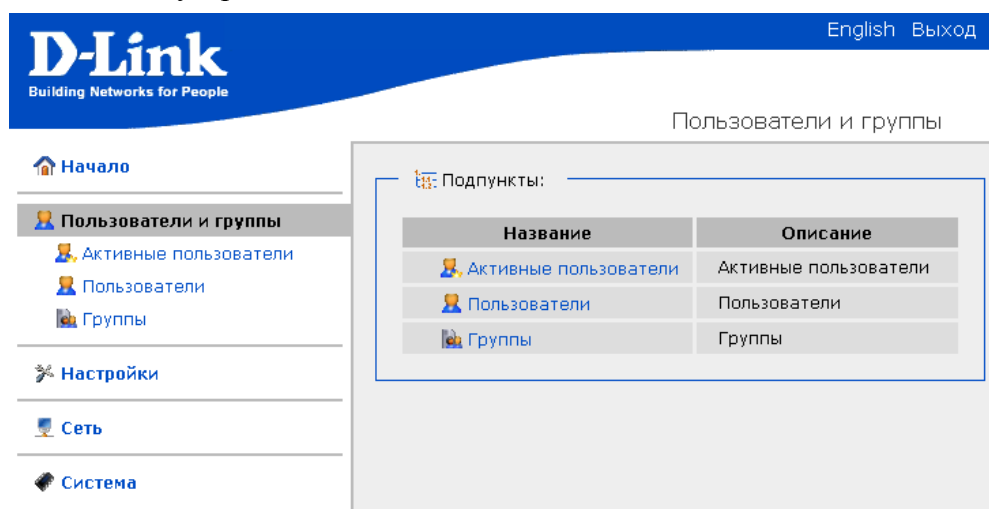 English Выход
D-Link
Building Networks for People
Пользователи и группы
Начало
Пользователи и группы
Активные пользователи
Пользователи
Группы
Настройки
Сеть
Система
Подпункты:
Название Описание
Активные пользователи Активные пользователи
Пользователи Пользователи
Группы Группы